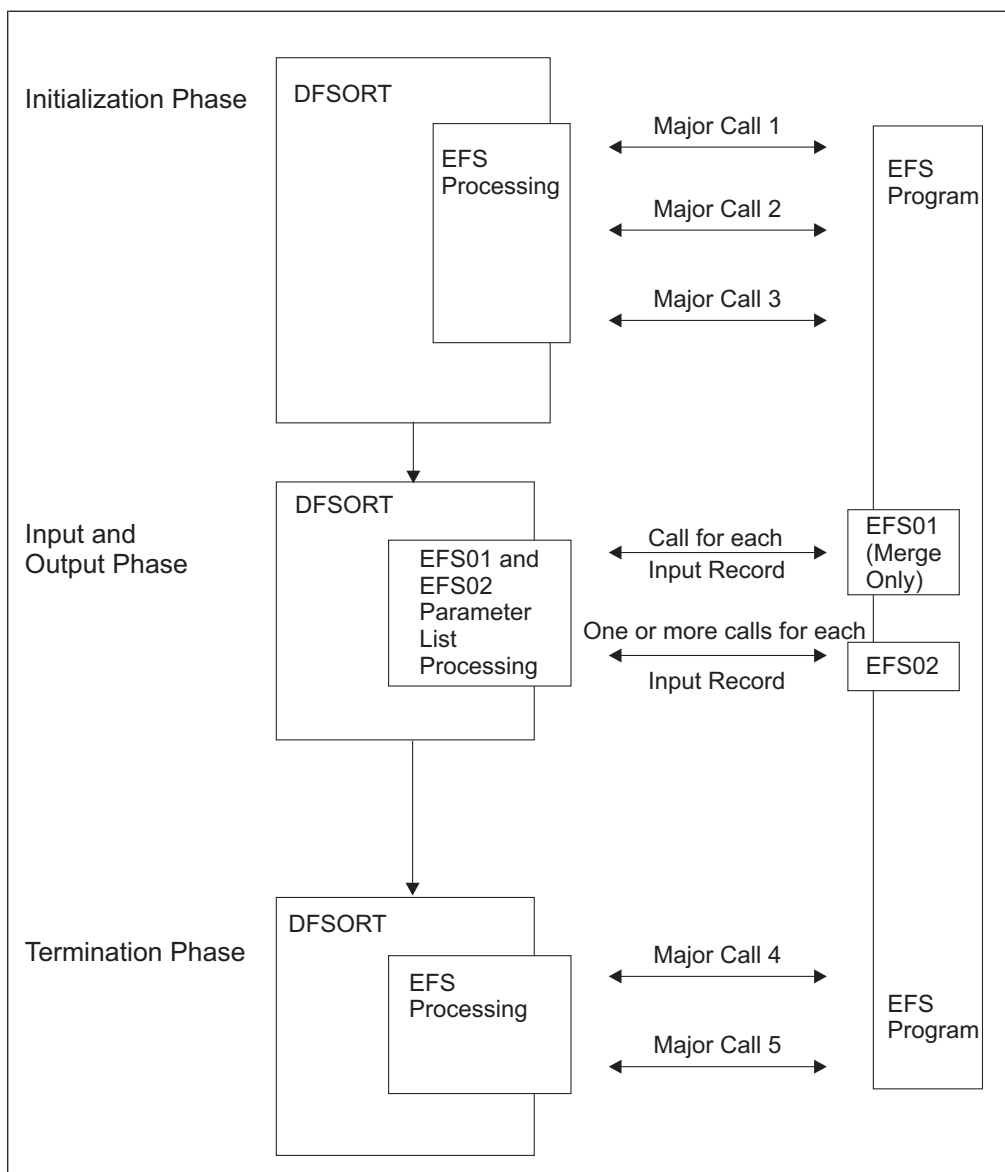 Initialization Phase
DFSORT
EFS
Processing
Major Call 1
Major Call 2
Major Call 3
EFS
Program
Input and
Output Phase
DFSORT
EFS01 and
EFS02
Parameter
List
Processing
Call for each
Input Record
One or more calls for each
Input Record
EFS01
(Merge
Only)
EFS02
Termination Phase
DFSORT
EFS
Processing
Major Call 4
Major Call 5
EFS
Program